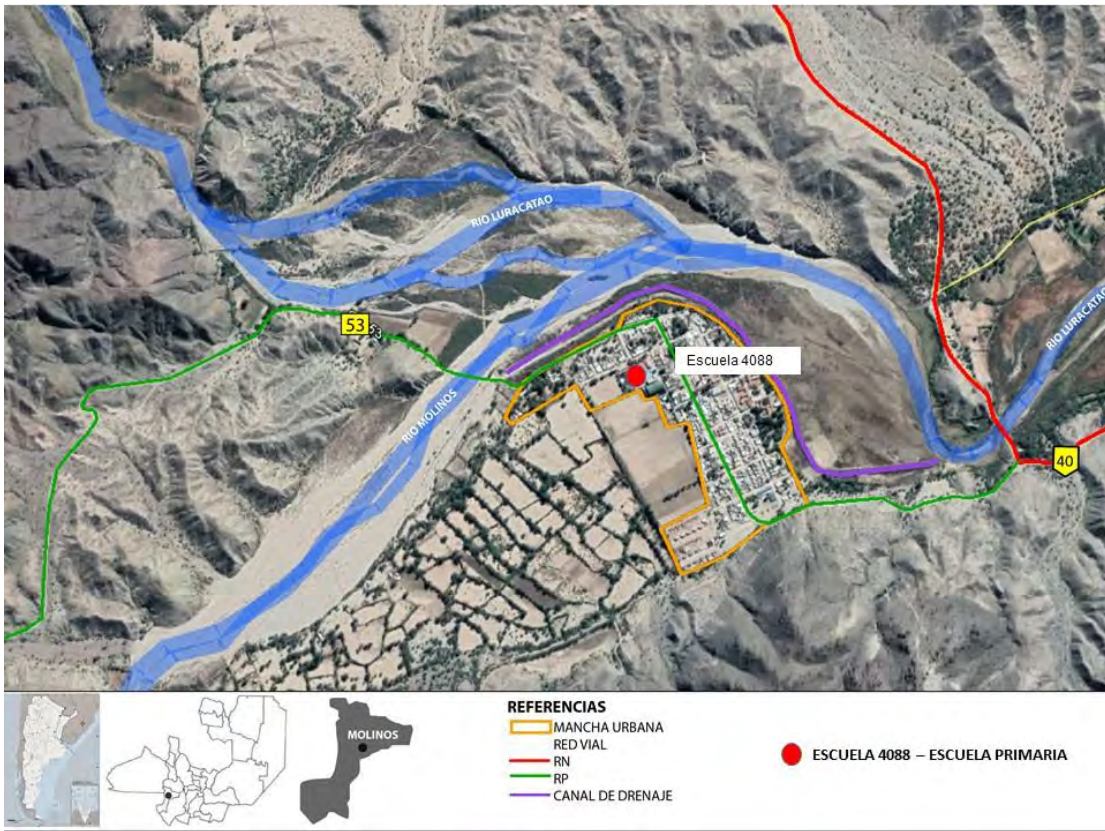 RIO LURACATAO
53
53
Escuela 4088
RIO LURACATAO
RIO MOLINOS
40
MOLINOS
REFERENCIAS
MANCHA URBANA
RED VIAL
RN
RP
CANAL DE DRENAJE
ESCUELA 4088 – ESCUELA PRIMARIA